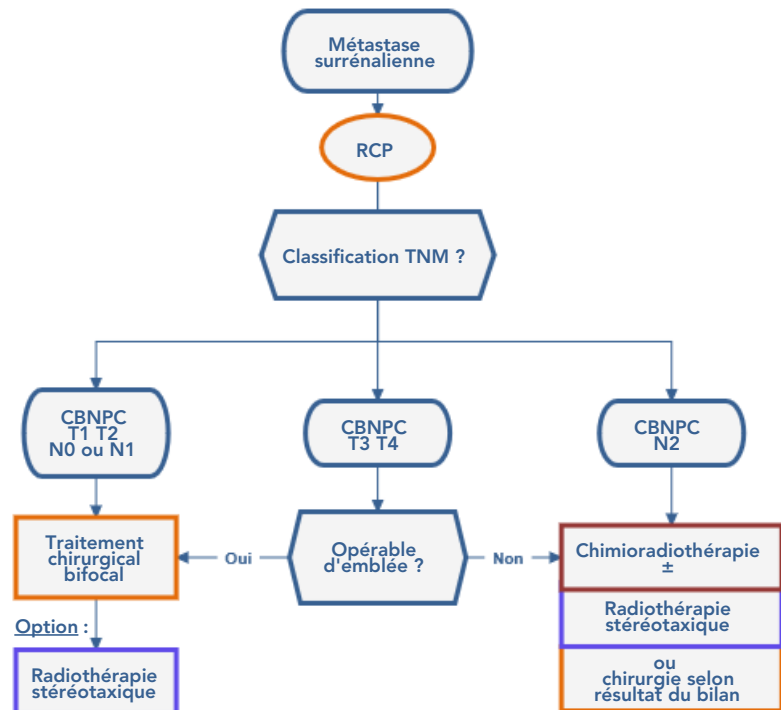 Métastase
surrénalienne
RCP
Classification TNM ?
CBNPC
T1 T2
N0 ou N1
CBNPC
T3 T4
CBNPC
N2
Traitement
chirurgical
bifocal
Oui
Opérable
d'emblée ?
Non
Chimioradiothérapie
±
Option :
Radiothérapie
stéréotaxique
Radiothérapie
stéréotaxique
ou
chirurgie selon
résultat du bilan